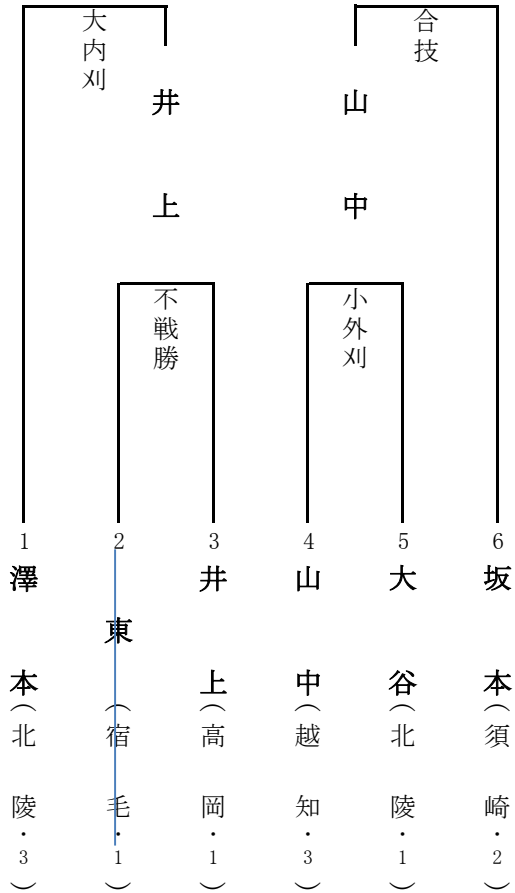 大内刈
合技
井上
山中
不戦勝
小外刈
1 澤本(北陵・3)
2 東(宿毛・1)
3 井上(高岡・1)
4 山中(越知・3)
5 大谷(北陵・1)
6 坂本(須崎・2)